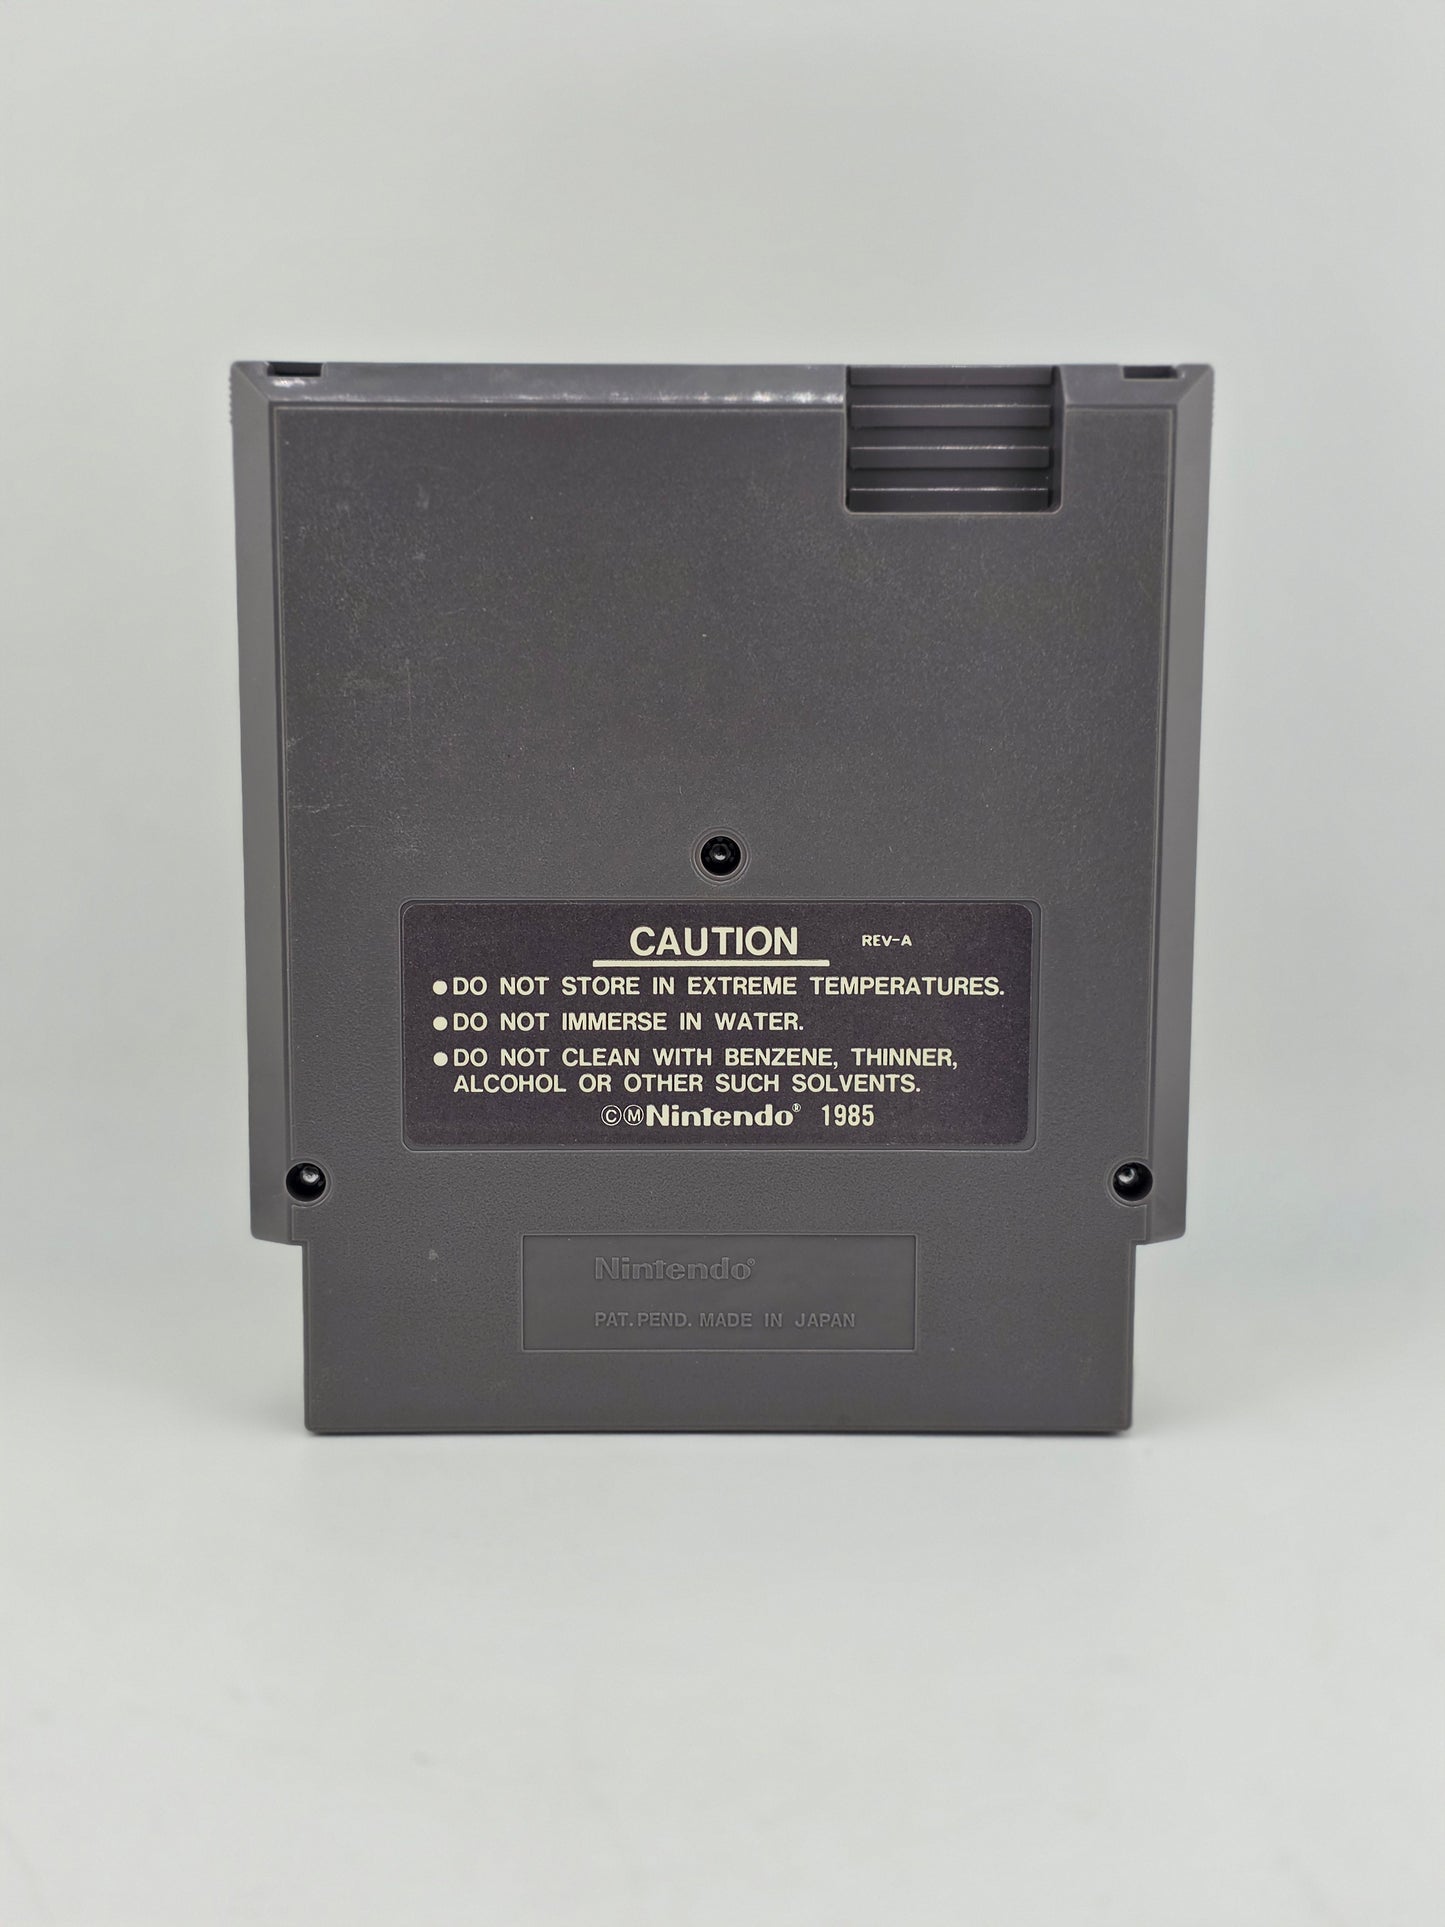 CAUTION REV-A
●DO NOT STORE IN EXTREME TEMPERATURES.
●DO NOT IMMERSE IN WATER.
●DO NOT CLEAN WITH BENZENE, THINNER,
ALCOHOL OR OTHER SUCH SOLVENTS.
©Ⓜ Nintendo® 1985
Nintendo®
PAT. PEND. MADE IN JAPAN